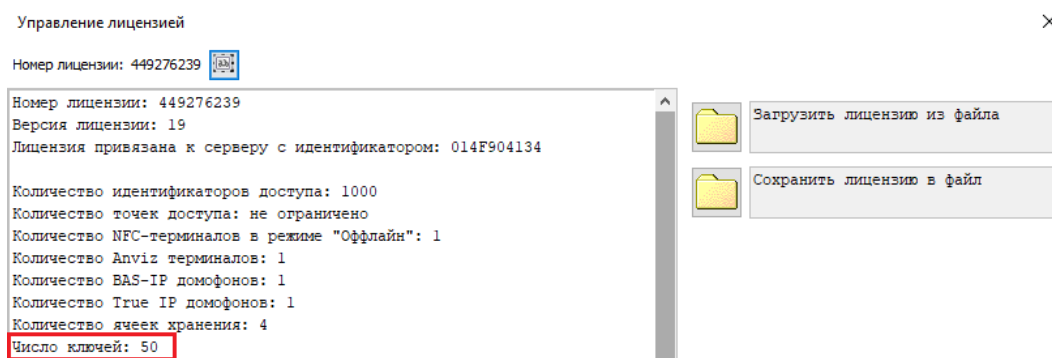 Управление лицензией
Номер лицензии: 449276239
Номер лицензии: 449276239
Версия лицензии: 19
Лицензия привязана к серверу с идентификатором: 014F904134
Количество идентификаторов доступа: 1000
Количество точек доступа: не ограничено
Количество NFC-терминалов в режиме "Оффлайн": 1
Количество Anviz терминалов: 1
Количество BAS-IP домофонов: 1
Количество True IP домофонов: 1
Количество ячеек хранения: 4
Число ключей: 50
Загрузить лицензию из файла
Сохранить лицензию в файл